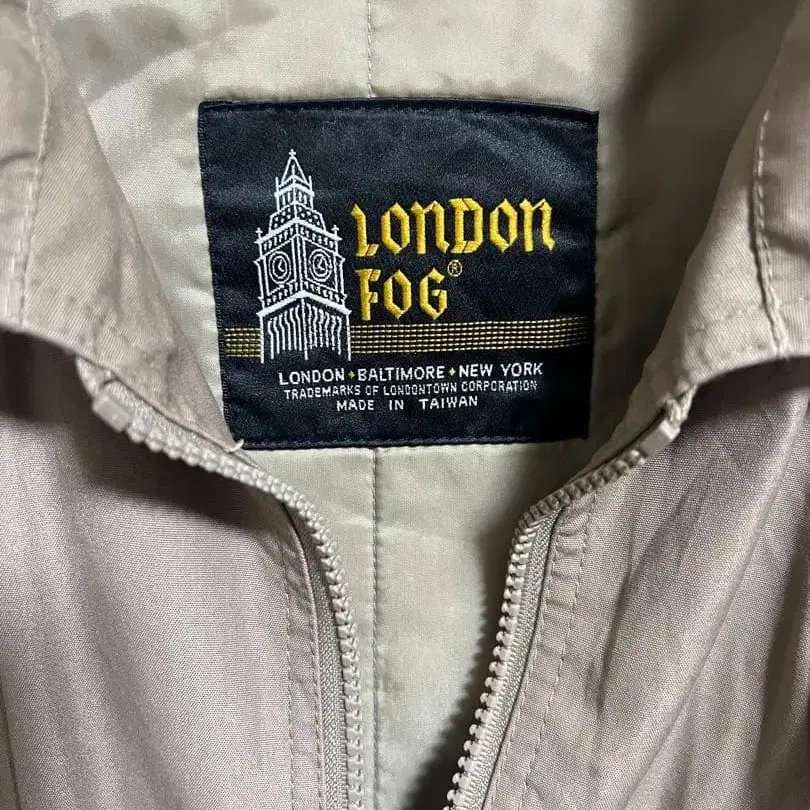 LONDON
FOG®
LONDON • BALTIMORE • NEW YORK
TRADEMARKS OF LONDONTOWN CORPORATION
MADE IN TAIWAN